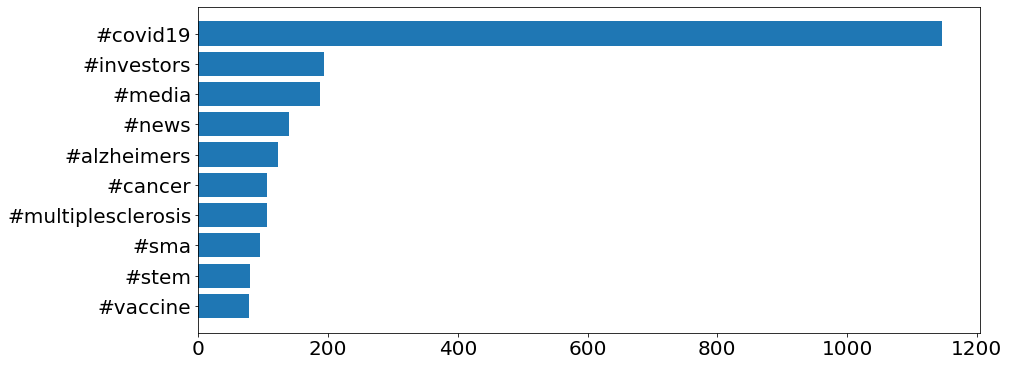 #covid19
#investors
#media
#news
#alzheimers
#cancer
#multiplesclerosis
#sma
#stem
#vaccine
0 200 400 600 800 1000 1200